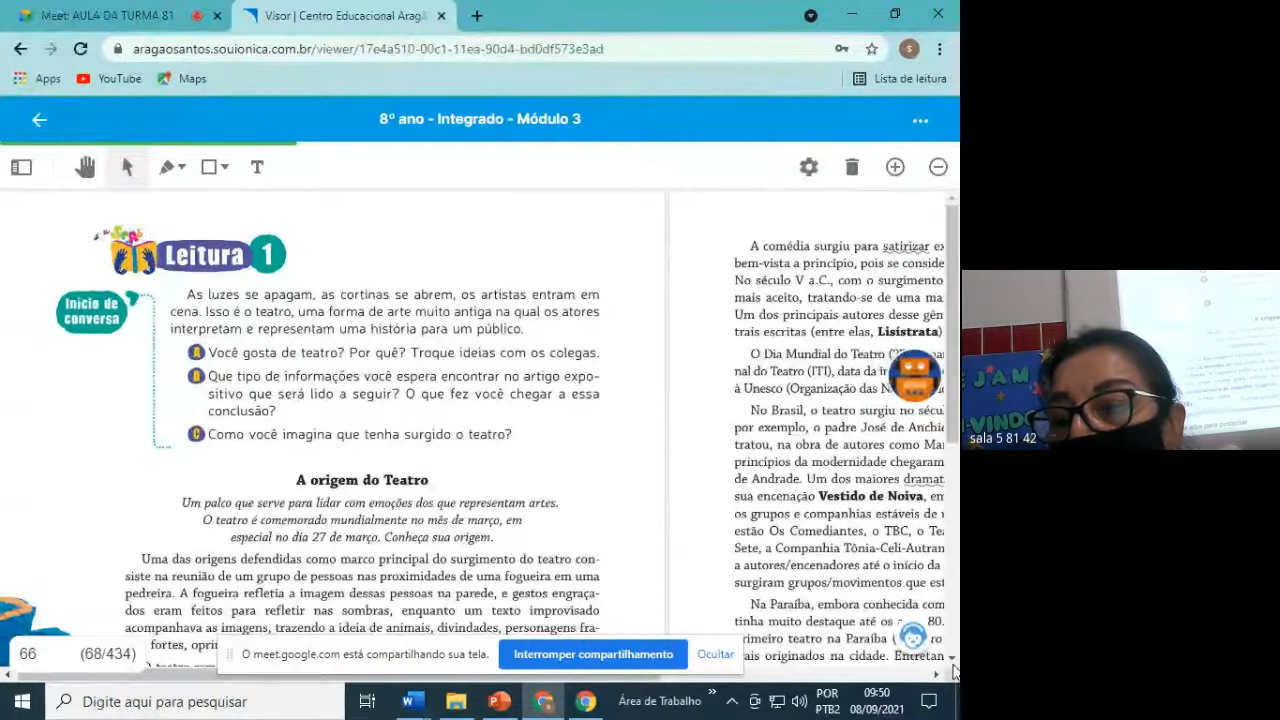 Meet: AULA DA TURMA 81
Visor | Centro Educacional Aragã
aragaosantos.souionica.com.br/viewer/17e4a510-00c1-11ea-90d4-bd0df573e3ad
S
Apps
YouTube
Maps
Lista de leitura
8º ano - Integrado - Módulo 3
T
Leitura 1
Início de
conversa
As luzes se apagam, as cortinas se abrem, os artistas entram em
cena. Isso é o teatro, uma forma de arte muito antiga na qual os atores
interpretam e representam uma história para um público.
A Você gosta de teatro? Por quê? Troque ideias com os colegas.
B Que tipo de informações você espera encontrar no artigo expo-
sitivo que será lido a seguir? O que fez você chegar a essa
conclusão?
C Como você imagina que tenha surgido o teatro?
A origem do Teatro
Um palco que serve para lidar com emoções dos que representam artes.
O teatro é comemorado mundialmente no mês de março, em
especial no dia 27 de março. Conheça sua origem.
Uma das origens defendidas como marco principal do surgimento do teatro con-
siste na reunião de um grupo de pessoas nas proximidades de uma fogueira em uma
pedreira. A fogueira refletia a imagem dessas pessoas na parede, e gestos engraça-
dos eram feitos para refletir nas sombras, enquanto um texto improvisado
acompanhava as imagens, trazendo a ideia de animais, divindades, personagens fra-
fortes, opri
A comédia surgiu para satirizar ex
bem-vista a princípio, pois se conside
No século V a.C., com o surgimento
mais aceito, tratando-se de uma ma
Um dos principais autores desse gên
trais escritas (entre elas, Lisístrata)
O Dia Mundial do Teatro
nal do Teatro (ITI), data da i
à Unesco (Organização das N
No Brasil, o teatro surgiu no sécu
por exemplo, o padre José de Anchie
tratou, na obra de autores como Mar
princípios da modernidade chegaram
de Andrade. Um dos maiores dramat
sua encenação Vestido de Noiva, em
os grupos e companhias estáveis de
estão Os Comediantes, o TBC, o Tea
Sete, a Companhia Tônia-Celi-Autran
a autores/encenadores até o início da
surgiram grupos/movimentos que est
Na Paraíba, embora conhecida com
tinha muito destaque até os 80.
primeiro teatro na Paraíba
ais originados na cidade. Entretan
66 (68/434)
O meet.google.com está compartilhando sua tela.
Interromper compartilhamento
Ocultar
Digite aqui para pesquisar
Área de Trabalho
POR
PTB2
09:50
08/09/2021
EJAM
-VINDO
sala 5 81 42